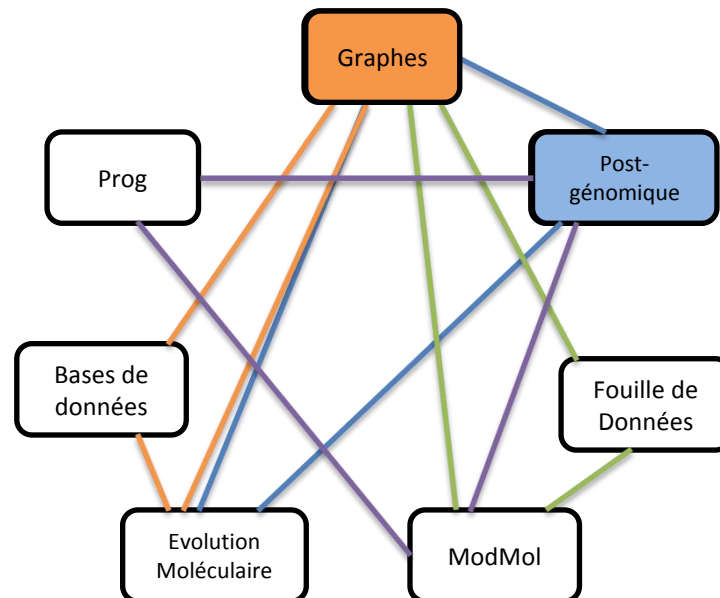 Graphes
Prog
Post-
génomique
Bases de
données
Fouille de
Données
Evolution
Moléculaire
ModMol